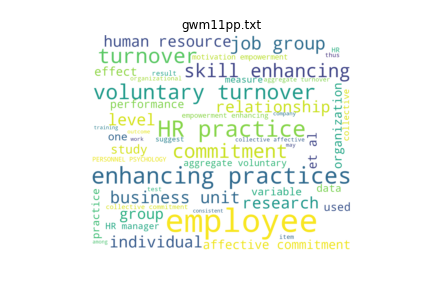 gwm11pp.txt
human resource
job group
HR
thus
turnover
motivation empowerment
effect
result
skill enhancing
organizational
measure
aggregate turnover
voluntary turnover
performance
relationship
organization
collective
empowerment enhancing
company
level
HR practice
training
outcome
one
work
suggest
collective affective
may
study
commitment
et al
PERSONNEL PSYCHOLOGY
aggregate voluntary
enhancing practices
data
test
variable
practice
business unit
research
used
collective commitment
consistent
group
employee
HR manager
item
among
individual
affective commitment